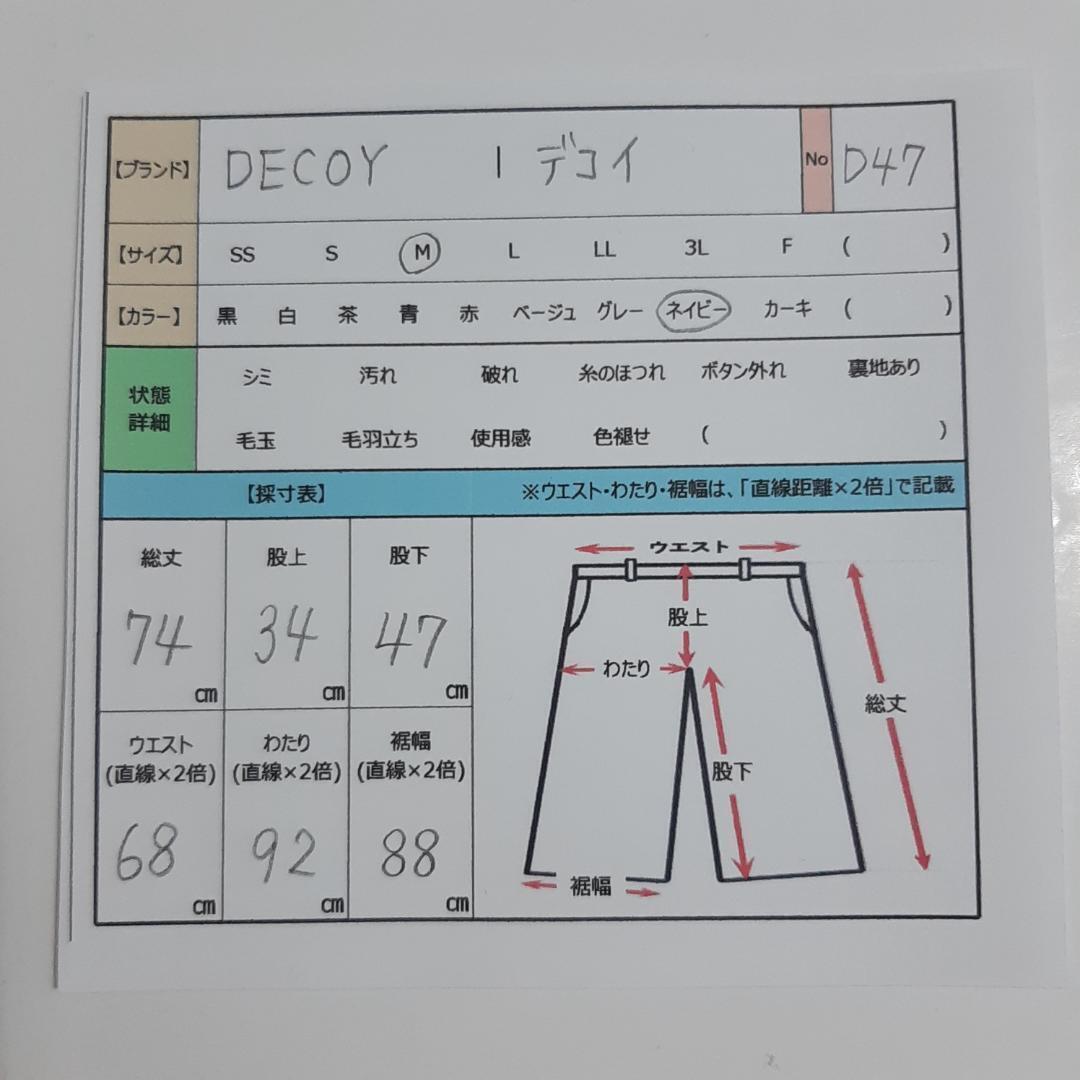 【ブランド】 DECOY | デコイ No D47
【サイズ】 SS S M L LL 3L F ( )
【カラー】 黒 白 茶 青 赤 ベージュ グレー ネイビー カーキ ( )
状態
詳細
シミ 汚れ 破れ 糸のほつれ ボタン外れ 裏地あり
毛玉 毛羽立ち 使用感 色褪せ ( )
【採寸表】 ※ウエスト・わたり・裾幅は、「直線距離×2倍」で記載
総丈 股上 股下
74 34 47
cm cm cm
ウエスト わたり 裾幅
(直線×2倍) (直線×2倍) (直線×2倍)
68 92 88
cm cm cm
ウエスト
股上
わたり
総丈
股下
裾幅